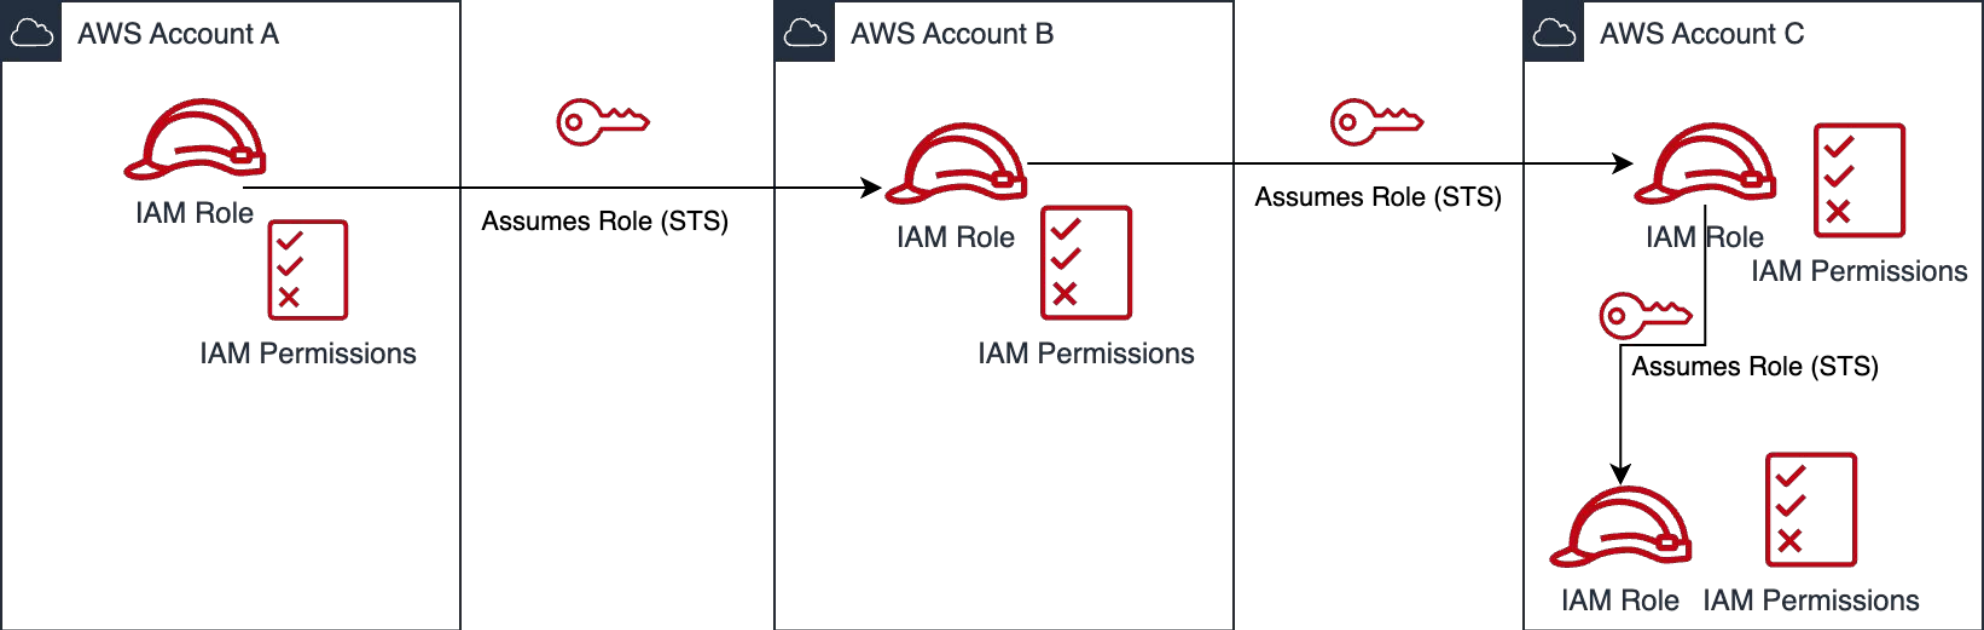 AWS Account A
IAM Role
IAM Permissions
Assumes Role (STS)
AWS Account B
IAM Role
IAM Permissions
Assumes Role (STS)
AWS Account C
IAM Role
IAM Permissions
Assumes Role (STS)
IAM Role
IAM Permissions